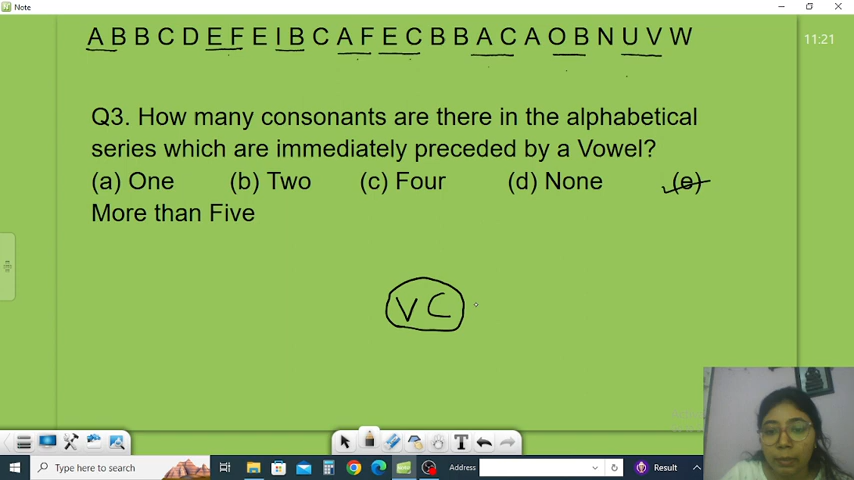 Note
11:21
A B B C D E F E I B C A F E C B B A C A O B N U V W
Q3. How many consonants are there in the alphabetical
series which are immediately preceded by a Vowel?
(a) One (b) Two (c) Four (d) None (e)
More than Five
V C
Type here to search
Address
Result